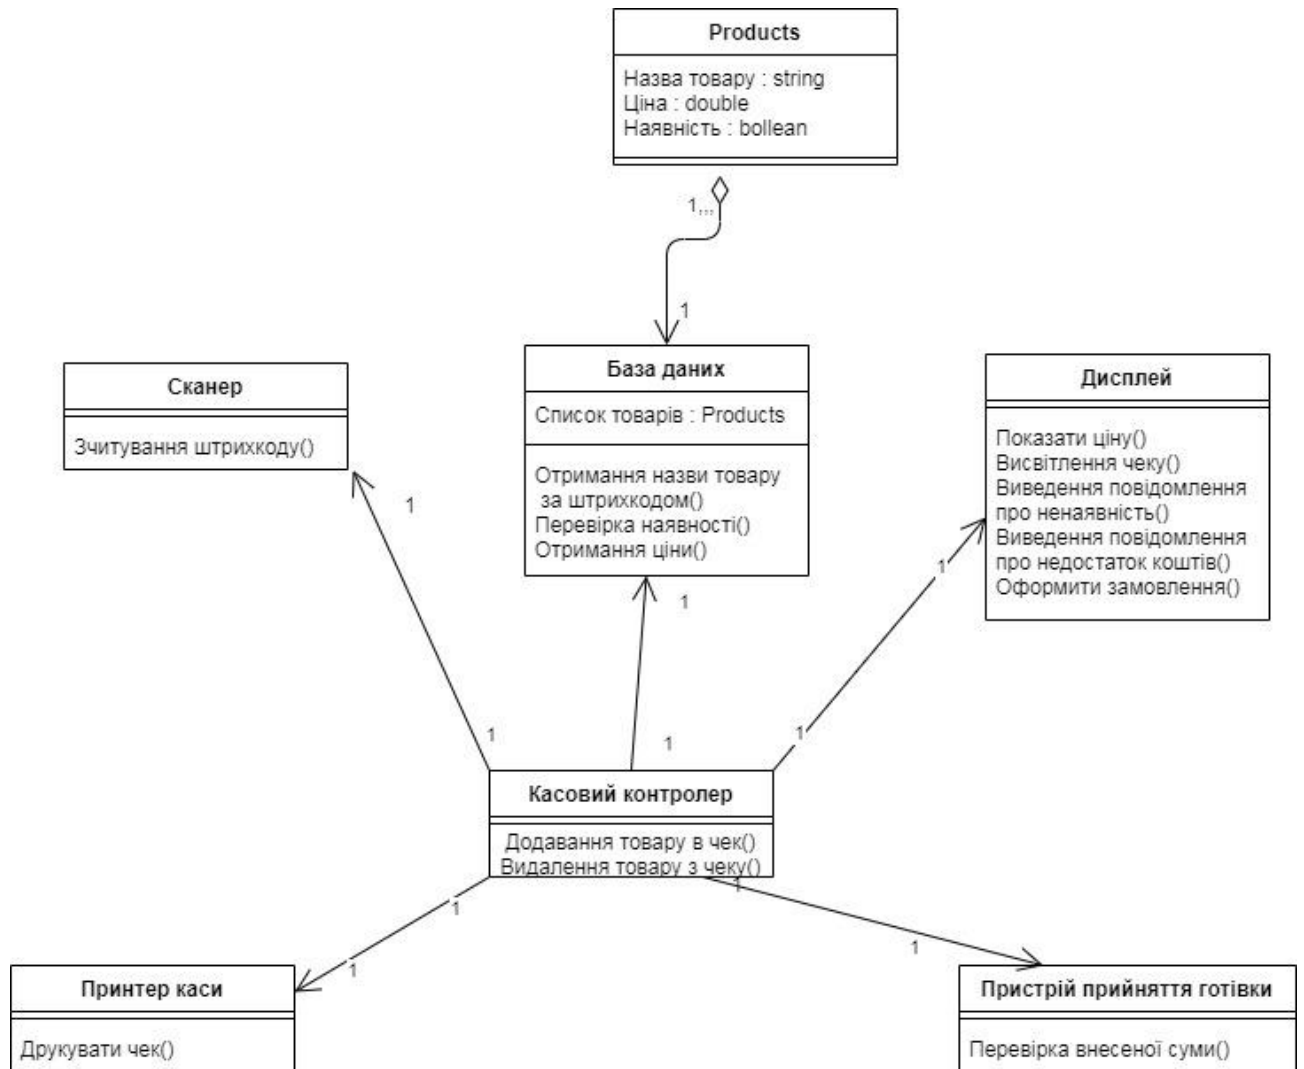 Products
Назва товару : string
Ціна : double
Наявність : bollean
1,,,
1
База даних
Список товарів : Products
Отримання назви товару
за штрихкодом()
Перевірка наявності()
Отримання ціни()
Сканер
Зчитування штрихкоду()
Дисплей
Показати ціну()
Висвітлення чеку()
Виведення повідомлення
про ненаявність()
Виведення повідомлення
про недостаток коштів()
Оформити замовлення()
1
1
1
1
1
1
Касовий контролер
Додавання товару в чек()
Видалення товару з чеку()
1
1
1
1
Принтер каси
Друкувати чек()
Пристрій прийняття готівки
Перевірка внесеної суми()